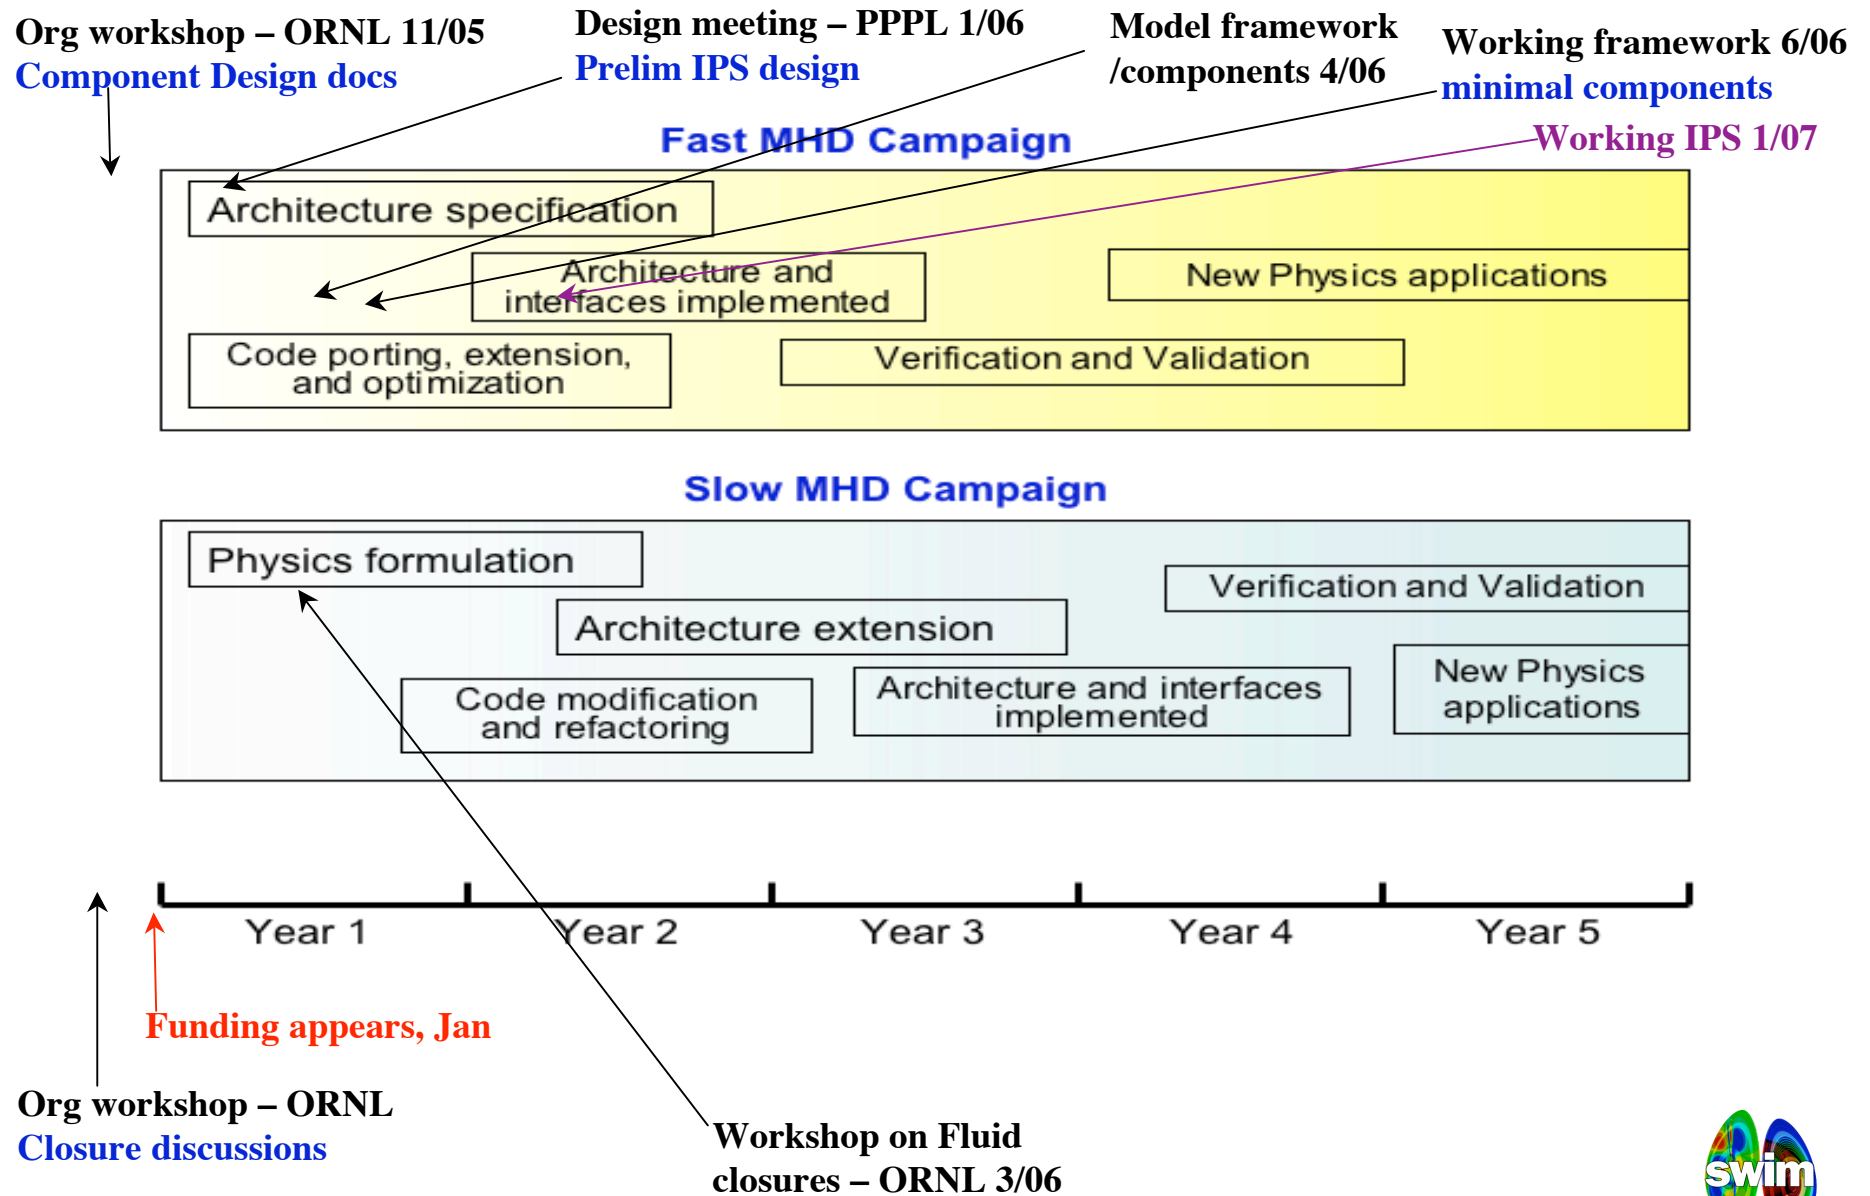 Org workshop – ORNL 11/05
Component Design docs
Design meeting – PPPL 1/06
Prelim IPS design
Model framework
/components 4/06
Working framework 6/06
minimal components
Working IPS 1/07
Fast MHD Campaign
Architecture specification
Architecture and
interfaces implemented
New Physics applications
Code porting, extension,
and optimization
Verification and Validation
Slow MHD Campaign
Physics formulation
Verification and Validation
Architecture extension
Code modification
and refactoring
Architecture and interfaces
implemented
New Physics
applications
Year 1
Year 2
Year 3
Year 4
Year 5
Funding appears, Jan
Org workshop – ORNL
Closure discussions
Workshop on Fluid
closures – ORNL 3/06
swim